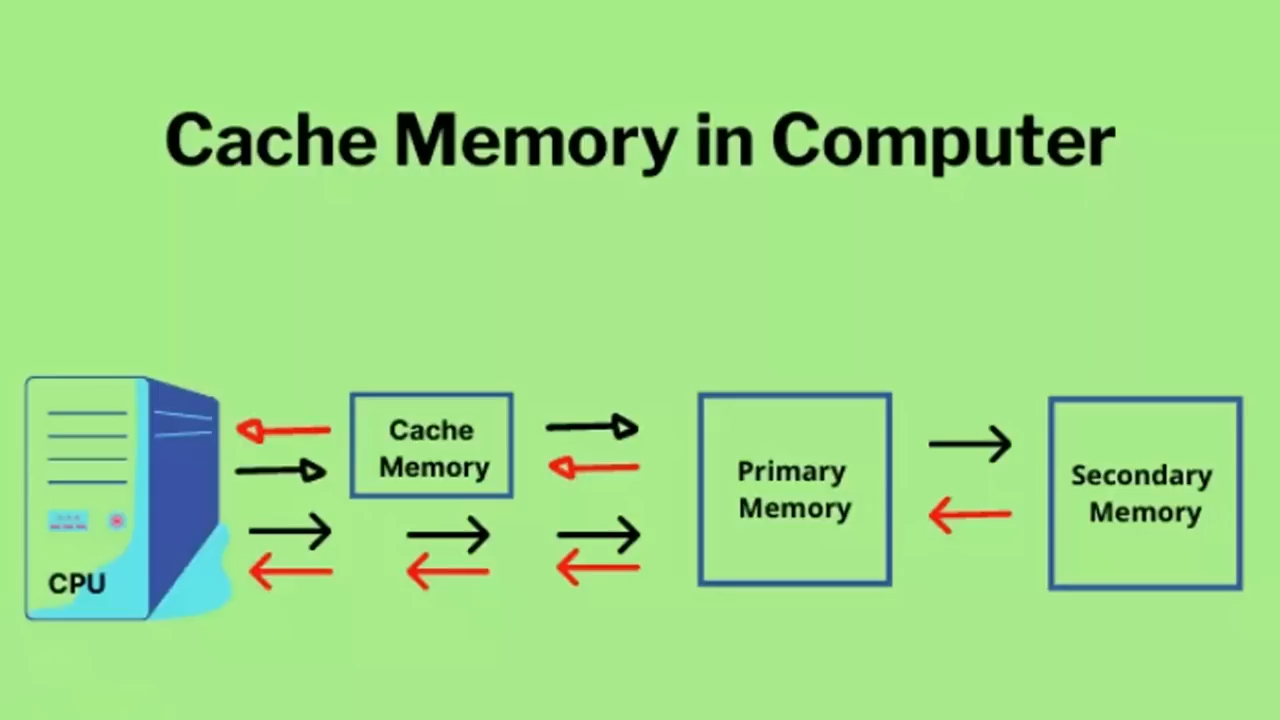 Cache Memory in Computer
Cache
Memory
Primary
Memory
Secondary
Memory
CPU